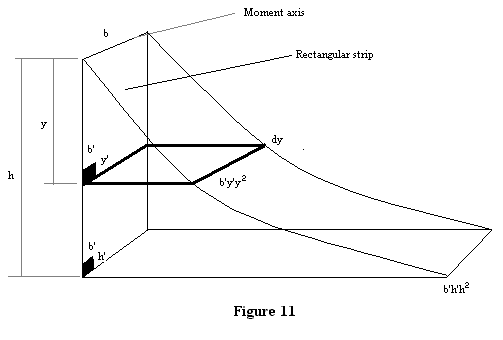 b
Moment axis
Rectangular strip
y
b'
y'
dy
h
b'y'y²
b'
h'
b'h'h²
Figure 11